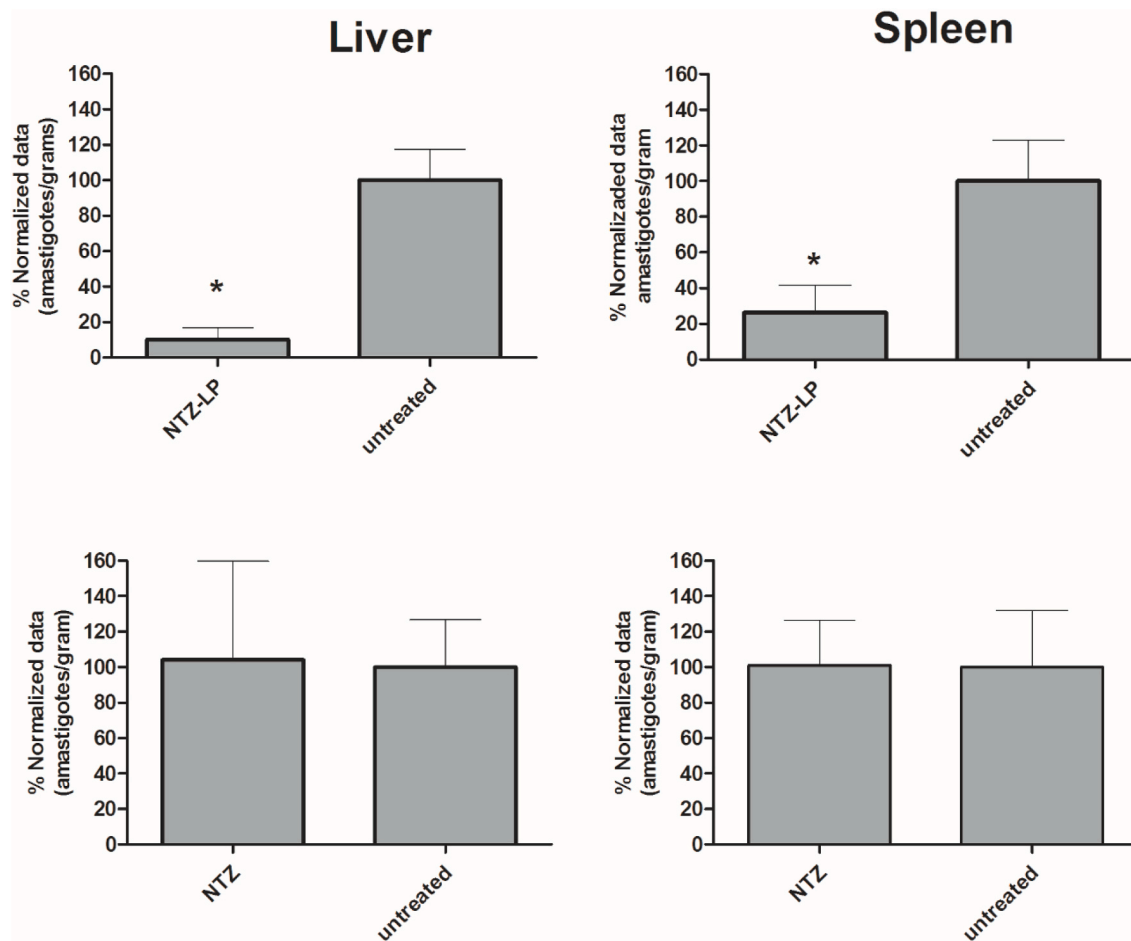 Liver
% Normalized data
(amastigotes/grams)
160
140
120
100
80
60
40
20
0
*
NTZ-LP
untreated
Spleen
% Normalizaded data
amastigotes/gram
160
140
120
100
80
60
40
20
0
*
NTZ-LP
untreated
% Normalized data
(amastigotes/gram)
160
140
120
100
80
60
40
20
0
NTZ
untreated
% Normalized data
(amastigotes/gram)
160
140
120
100
80
60
40
20
0
NTZ
untreated